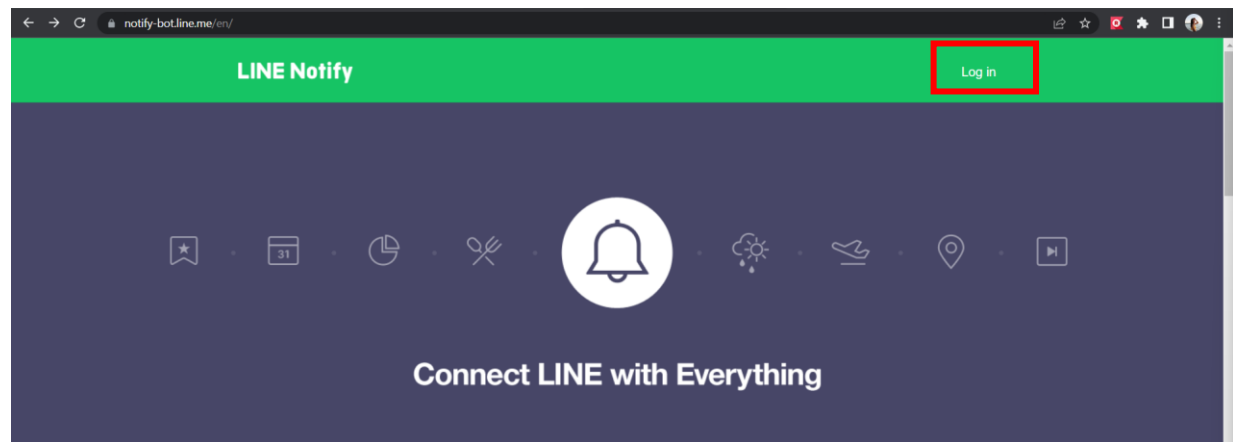 notify-bot.line.me/en/
LINE Notify
Log in
31
Connect LINE with Everything